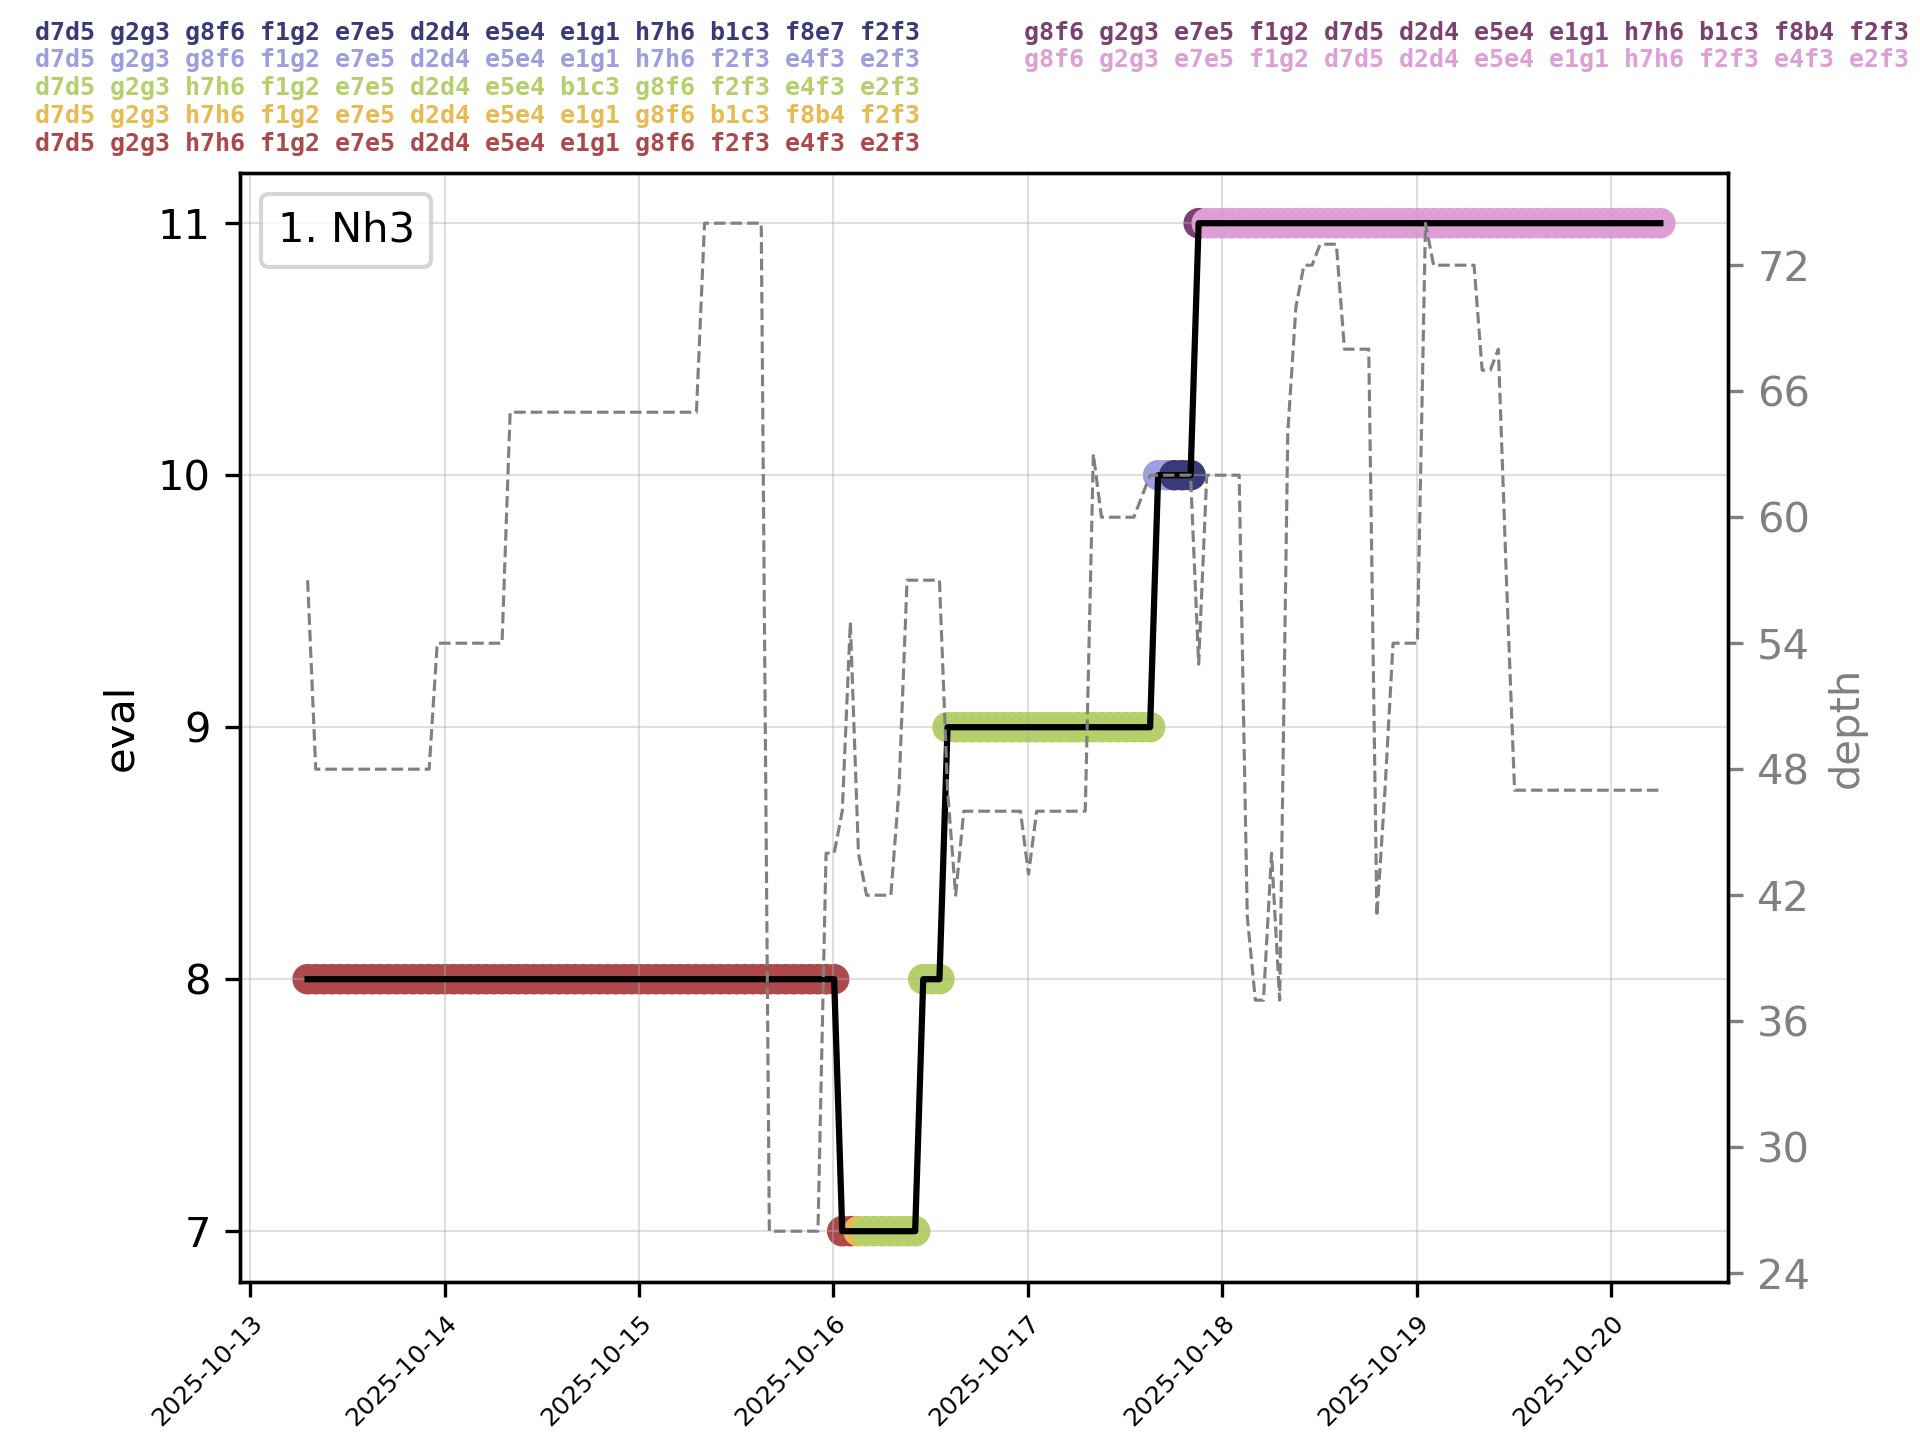 d7d5 g2g3 g8f6 f1g2 e7e5 d2d4 e5e4 e1g1 h7h6 b1c3 f8e7 f2f3
d7d5 g2g3 g8f6 f1g2 e7e5 d2d4 e5e4 e1g1 h7h6 f2f3 e4f3 e2f3
d7d5 g2g3 h7h6 f1g2 e7e5 d2d4 e5e4 b1c3 g8f6 f2f3 e4f3 e2f3
d7d5 g2g3 h7h6 f1g2 e7e5 d2d4 e5e4 e1g1 g8f6 b1c3 f8b4 f2f3
d7d5 g2g3 h7h6 f1g2 e7e5 d2d4 e5e4 e1g1 g8f6 f2f3 e4f3 e2f3
g8f6 g2g3 e7e5 f1g2 d7d5 d2d4 e5e4 e1g1 h7h6 b1c3 f8b4 f2f3
g8f6 g2g3 e7e5 f1g2 d7d5 d2d4 e5e4 e1g1 h7h6 f2f3 e4f3 e2f3
1. Nh3
eval
11
10
9
8
7
depth
72
66
60
54
48
42
36
30
24
2025-10-13
2025-10-14
2025-10-15
2025-10-16
2025-10-17
2025-10-18
2025-10-19
2025-10-20